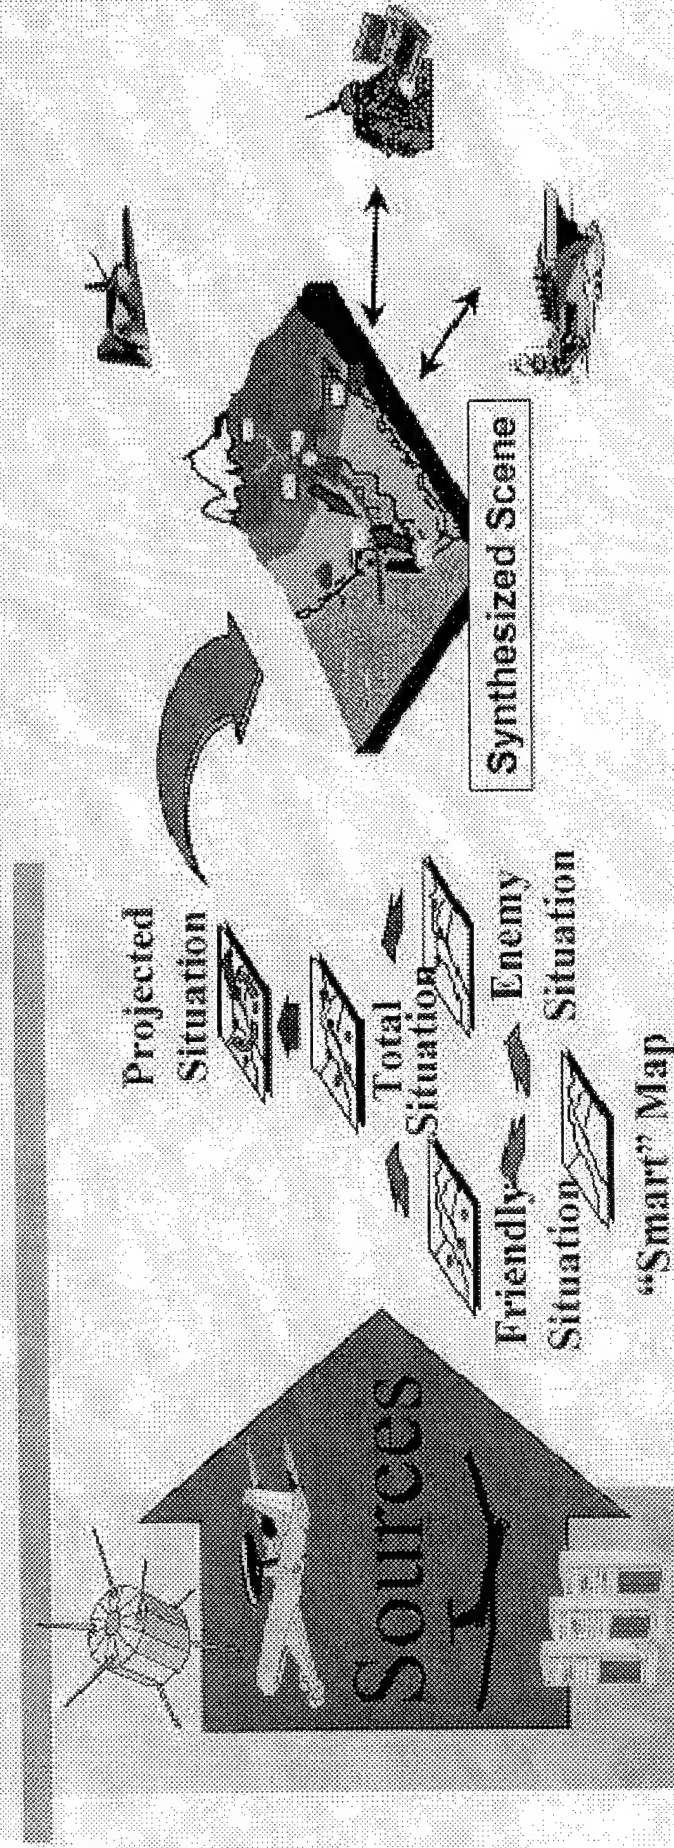 Sources
Projected
Situation
Total
Situation
Friendly
Situation
Enemy
Situation
“Smart” Map
Synthesized Scene